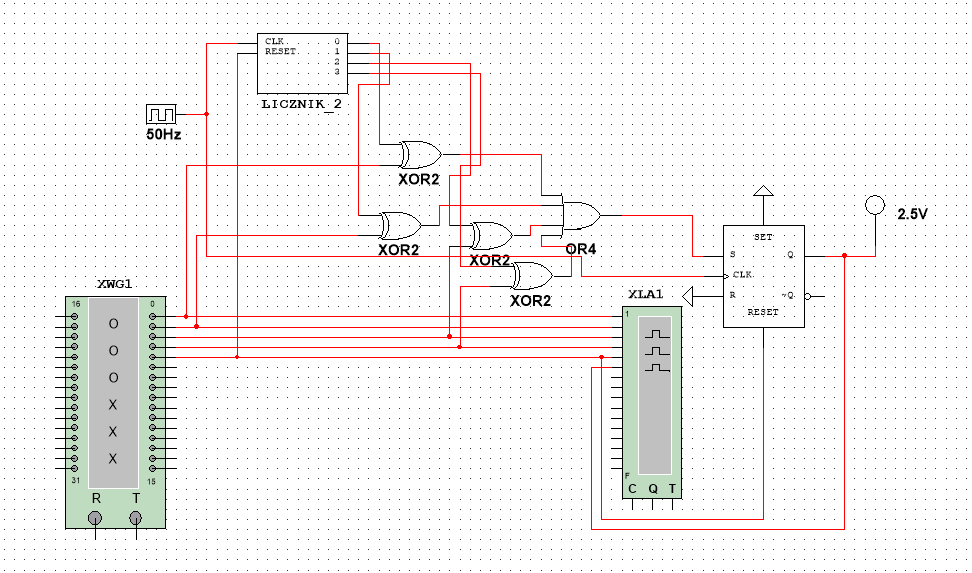 CLK 0
RESET 1
2
3
LICZNIK_2
50Hz
XOR2
XOR2
XOR2
OR4
XOR2
2.5V
SET
S Q
CLK
R ~Q
RESET
XWG1
16 0
O
O
O
X
X
X
31 15
R T
XLA1
1
F
C Q T